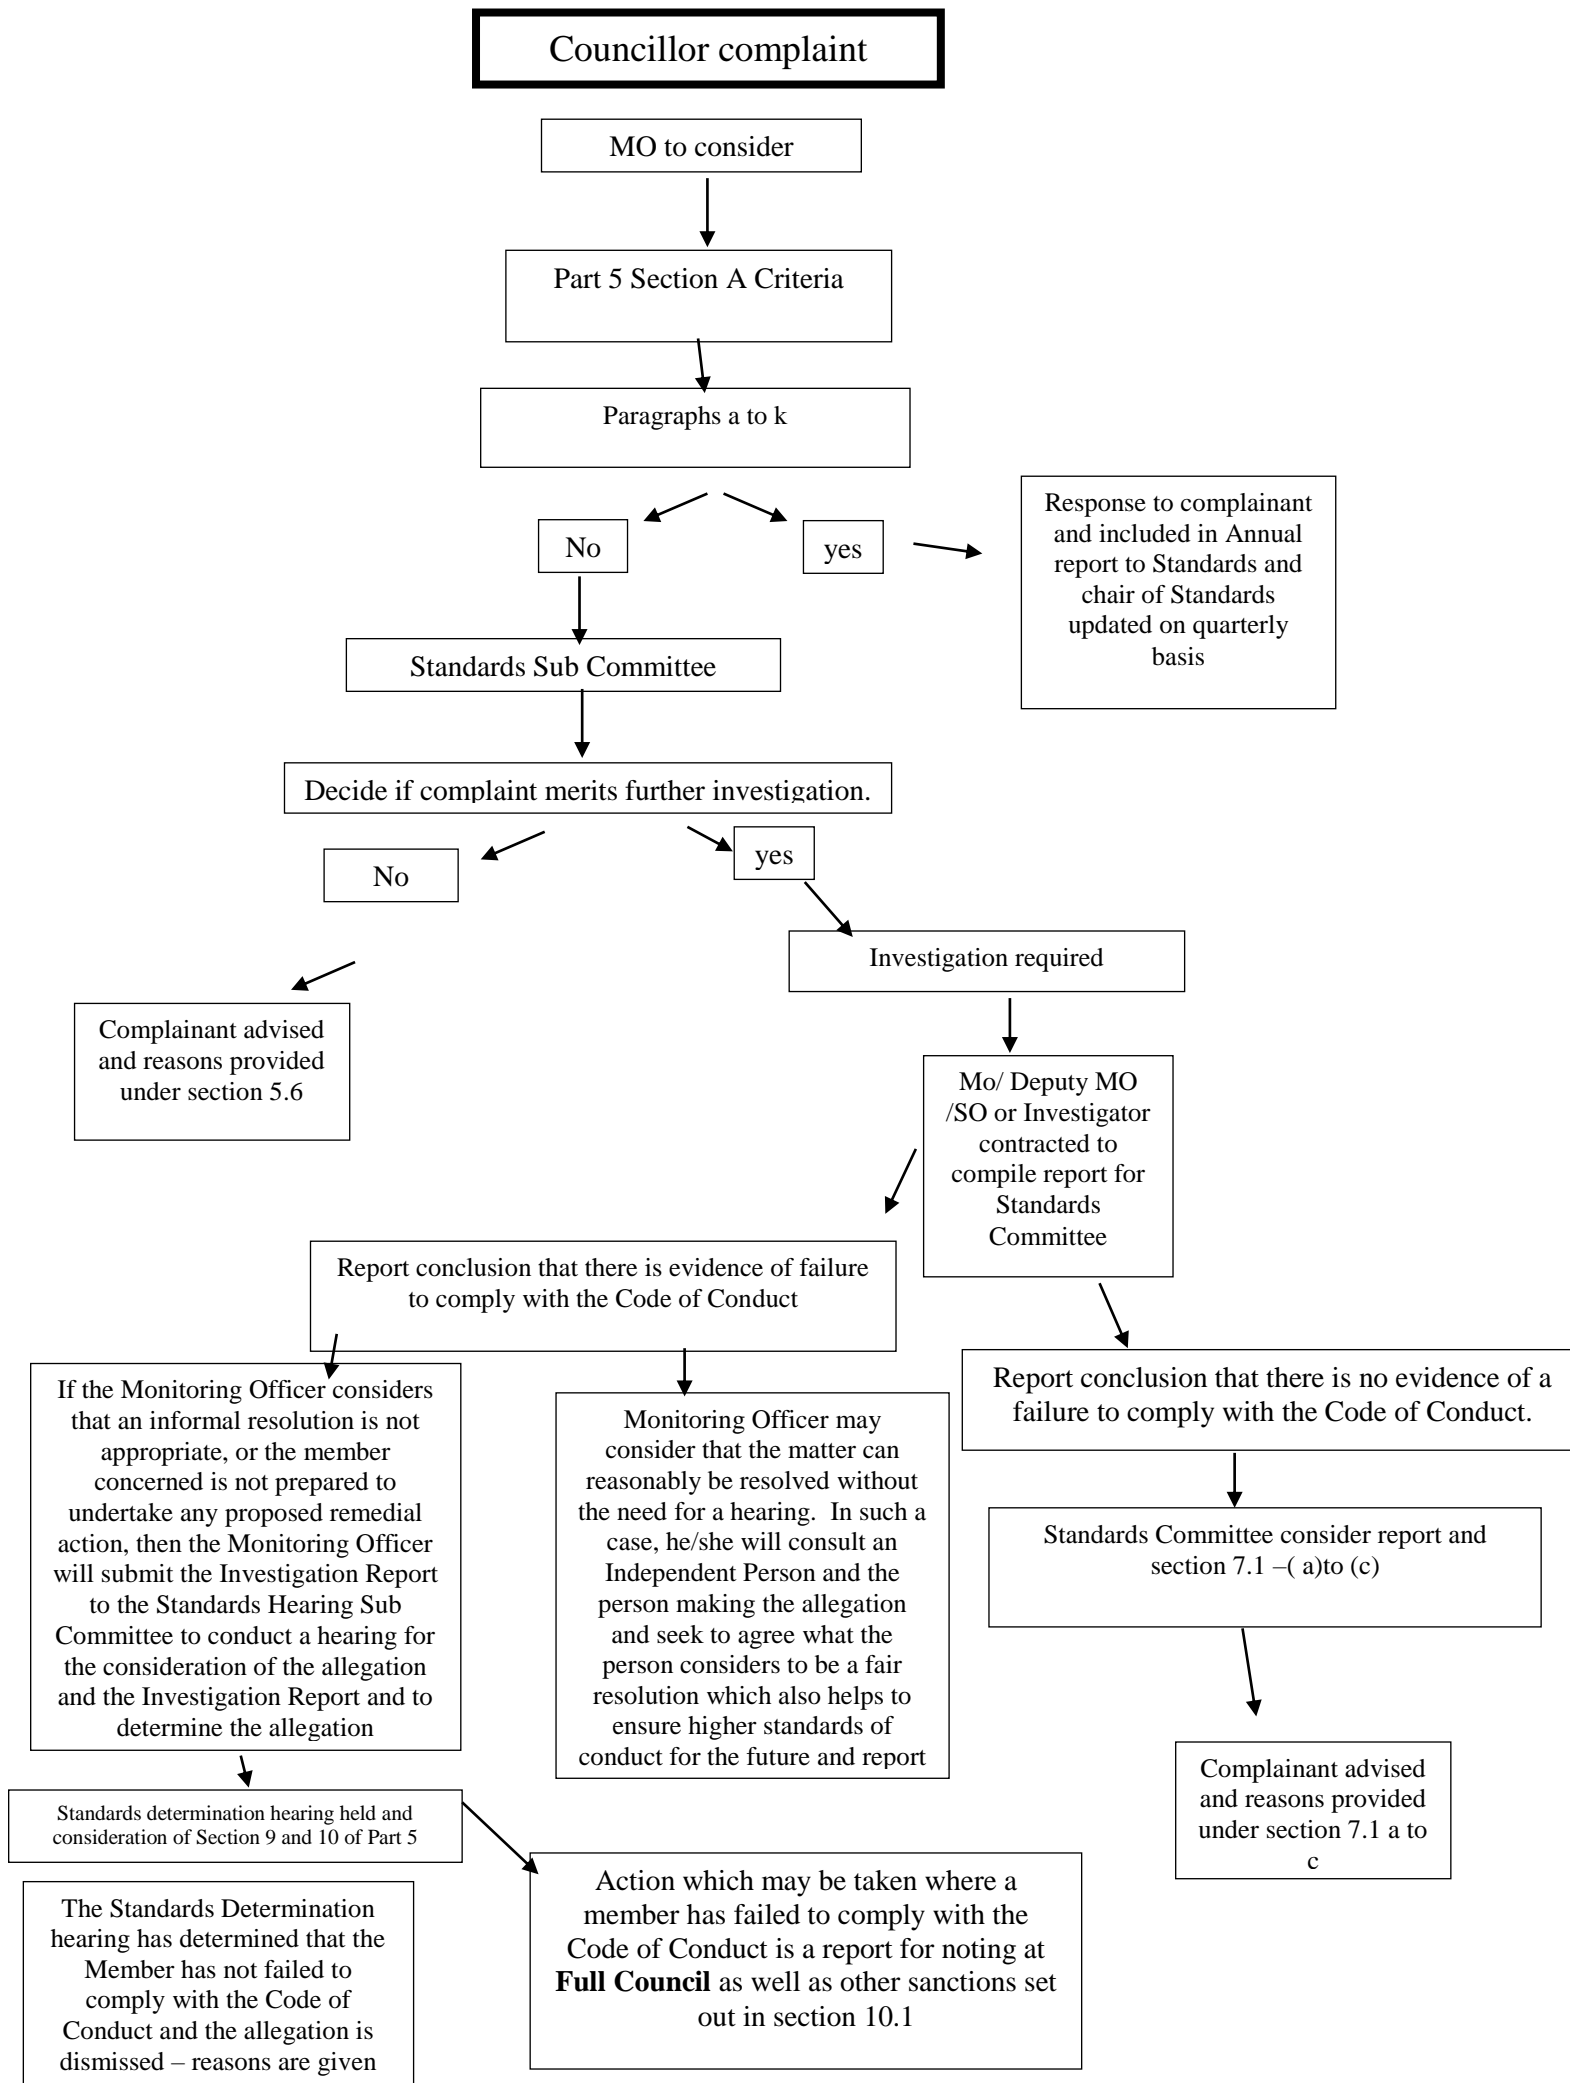 Councillor complaint
MO to consider
Part 5 Section A Criteria
Paragraphs a to k
No
yes
Response to complainant
and included in Annual
report to Standards and
chair of Standards
updated on quarterly
basis
Standards Sub Committee
Decide if complaint merits further investigation.
No
yes
Investigation required
Complainant advised
and reasons provided
under section 5.6
Mo/ Deputy MO
/SO or Investigator
contracted to
compile report for
Standards
Committee
Report conclusion that there is evidence of failure
to comply with the Code of Conduct
Report conclusion that there is no evidence of a
failure to comply with the Code of Conduct.
If the Monitoring Officer considers
that an informal resolution is not
appropriate, or the member
concerned is not prepared to
undertake any proposed remedial
action, then the Monitoring Officer
will submit the Investigation Report
to the Standards Hearing Sub
Committee to conduct a hearing for
the consideration of the allegation
and the Investigation Report and to
determine the allegation
Monitoring Officer may
consider that the matter can
reasonably be resolved without
the need for a hearing.  In such a
case, he/she will consult an
Independent Person and the
person making the allegation
and seek to agree what the
person considers to be a fair
resolution which also helps to
ensure higher standards of
conduct for the future and report
Standards Committee consider report and
section 7.1 –( a)to (c)
Complainant advised
and reasons provided
under section 7.1 a to
c
Standards determination hearing held and
consideration of Section 9 and 10 of Part 5
The Standards Determination
hearing has determined that the
Member has not failed to
comply with the Code of
Conduct and the allegation is
dismissed – reasons are given
Action which may be taken where a
member has failed to comply with the
Code of Conduct is a report for noting at
Full Council as well as other sanctions set
out in section 10.1